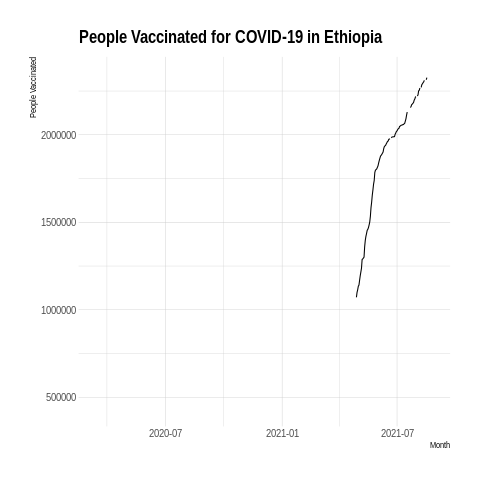 People Vaccinated for COVID-19 in Ethiopia
People Vaccinated
2000000
1500000
1000000
500000
2020-07 2021-01 2021-07
Month